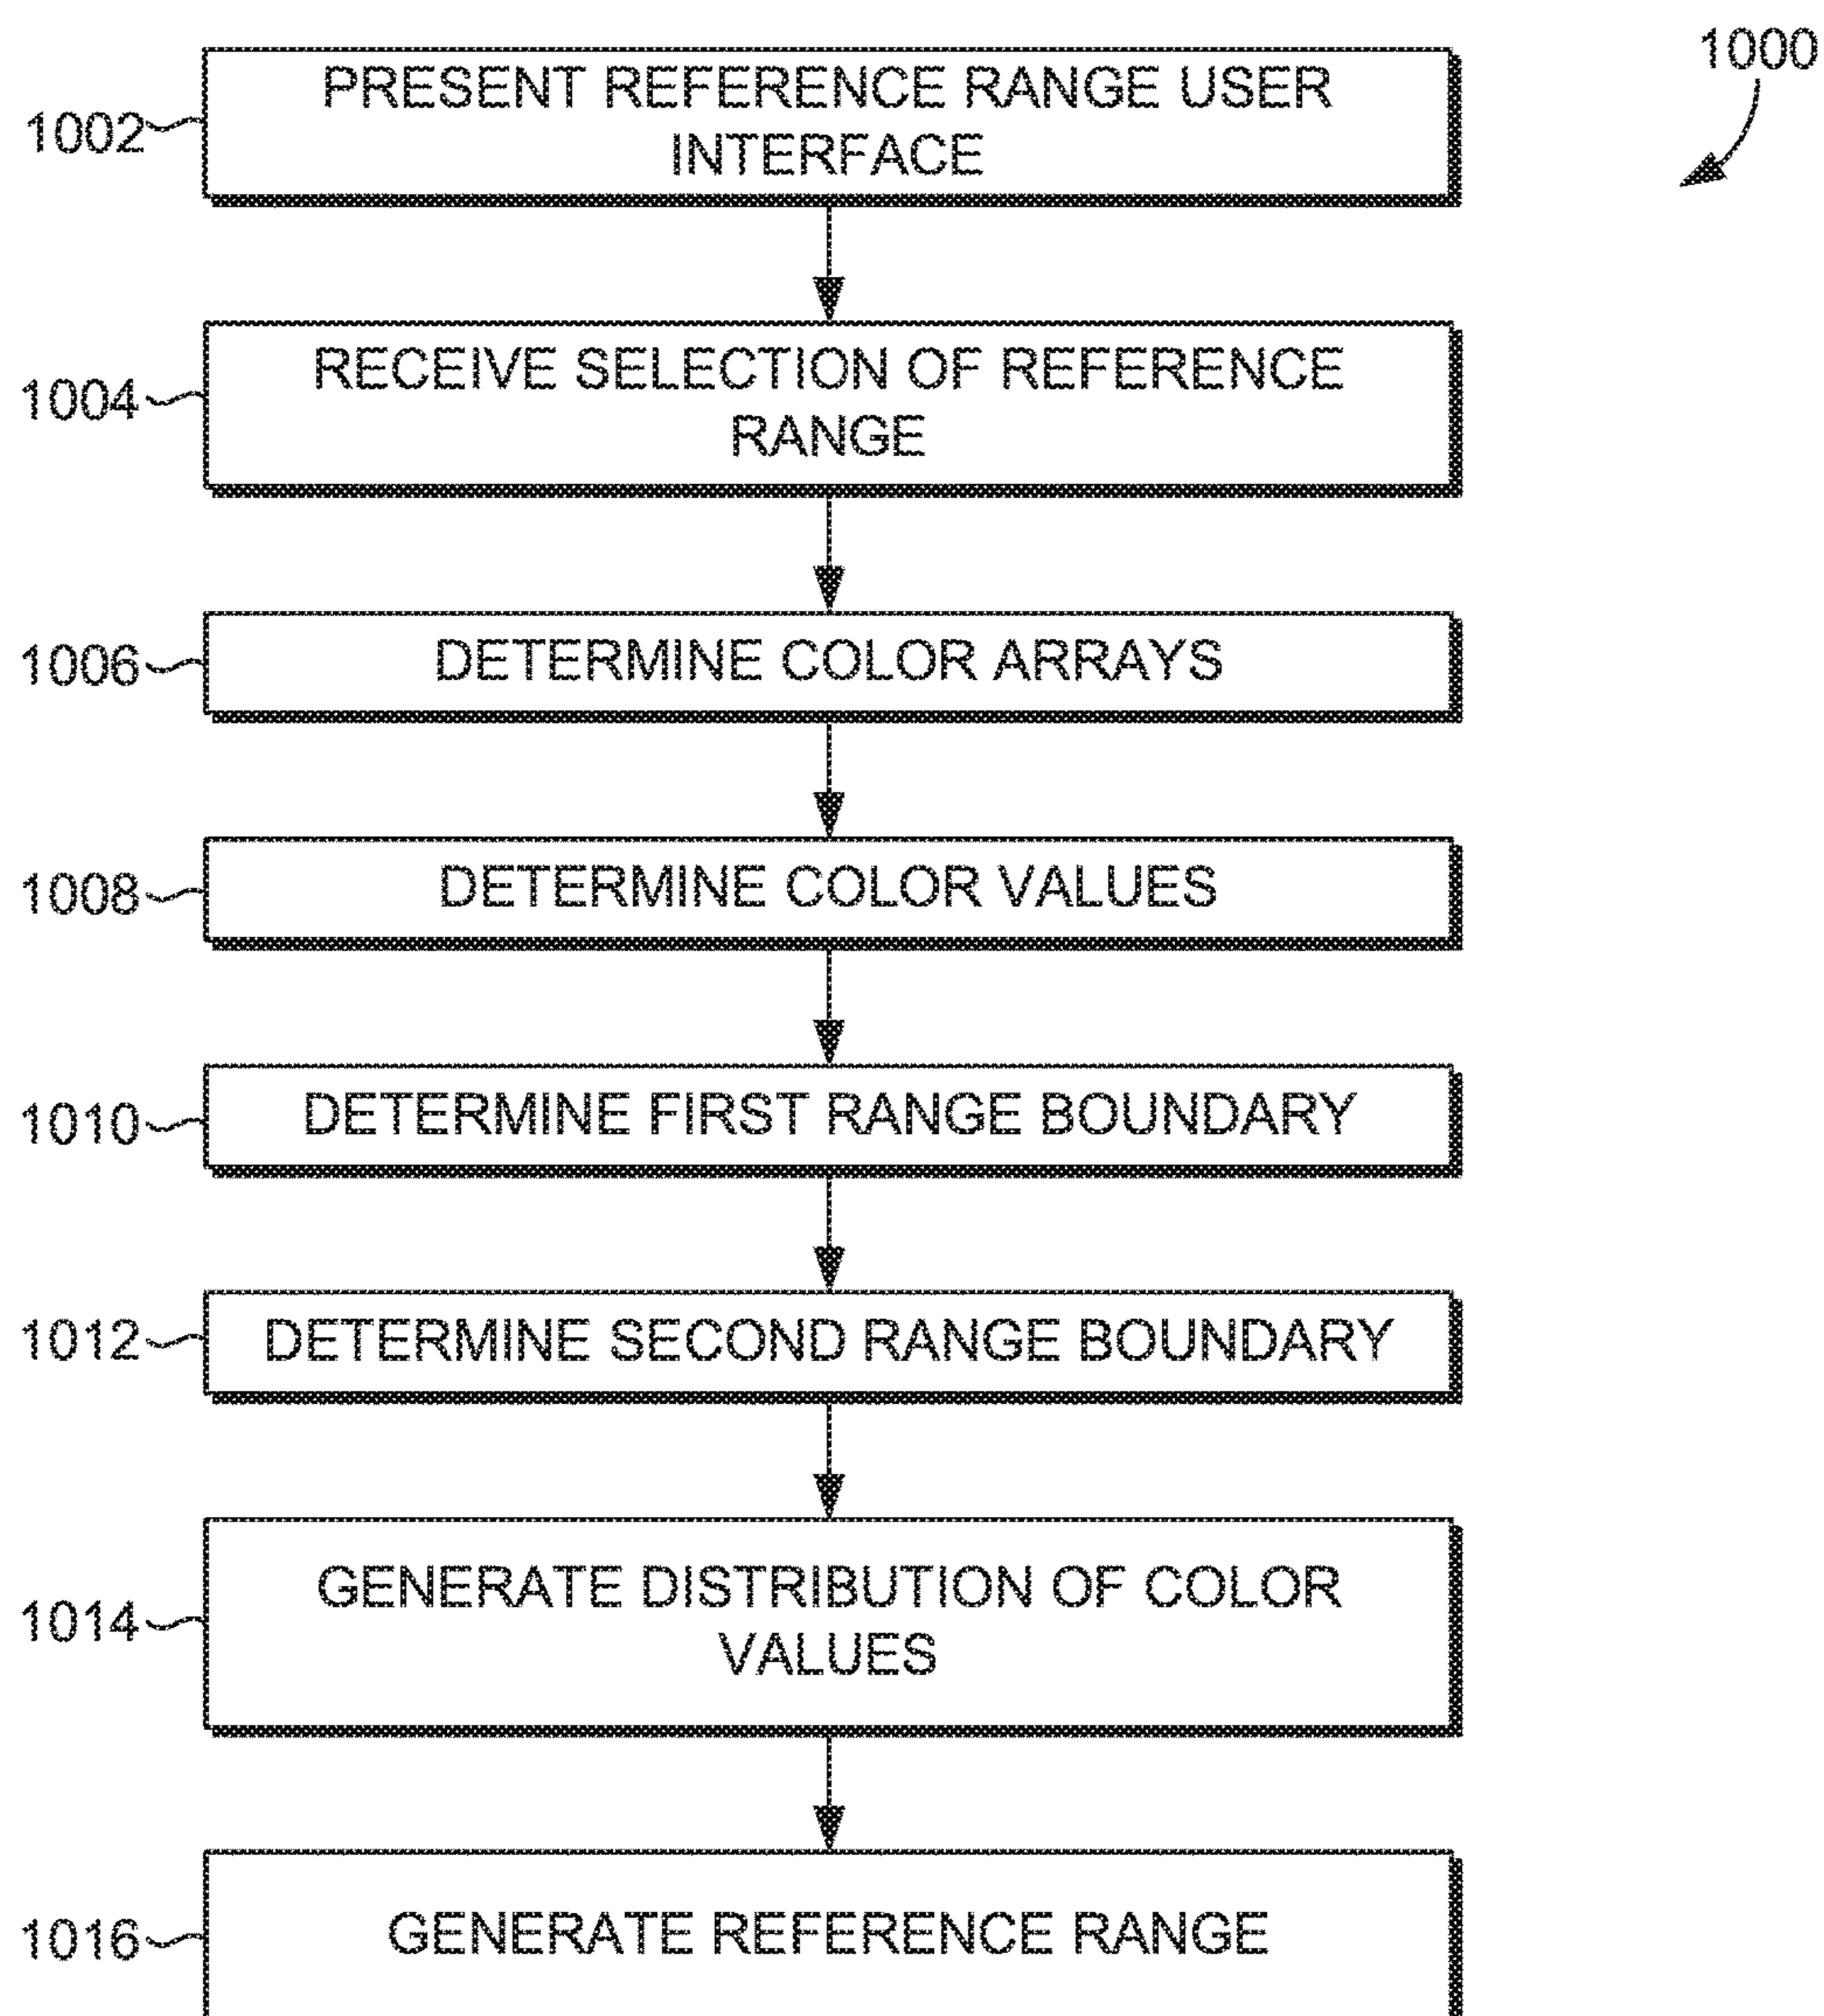 1000
1002
PRESENT REFERENCE RANGE USER
INTERFACE
1004
RECEIVE SELECTION OF REFERENCE
RANGE
1006
DETERMINE COLOR ARRAYS
1008
DETERMINE COLOR VALUES
1010
DETERMINE FIRST RANGE BOUNDARY
1012
DETERMINE SECOND RANGE BOUNDARY
1014
GENERATE DISTRIBUTION OF COLOR
VALUES
1016
GENERATE REFERENCE RANGE